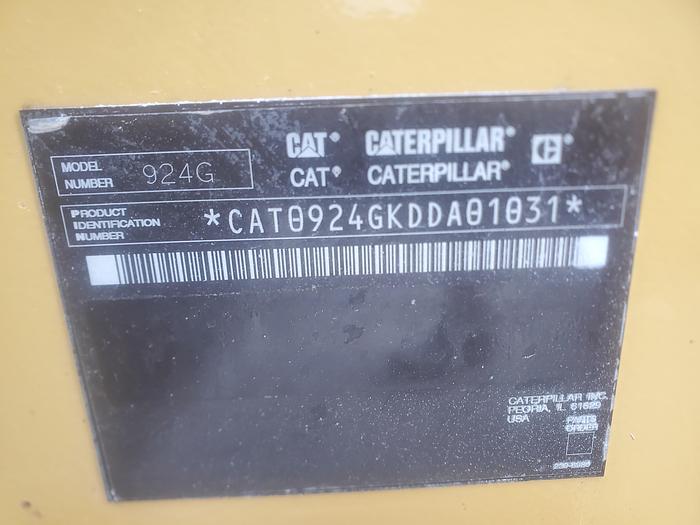 CAT® CATERPILLAR®
CAT® CATERPILLAR®
MODEL NUMBER 924G
PRODUCT IDENTIFICATION NUMBER *CAT0924GKDDA01031*
CATERPILLAR INC.
PEORIA, IL 61629
USA
PARTS
ORDER